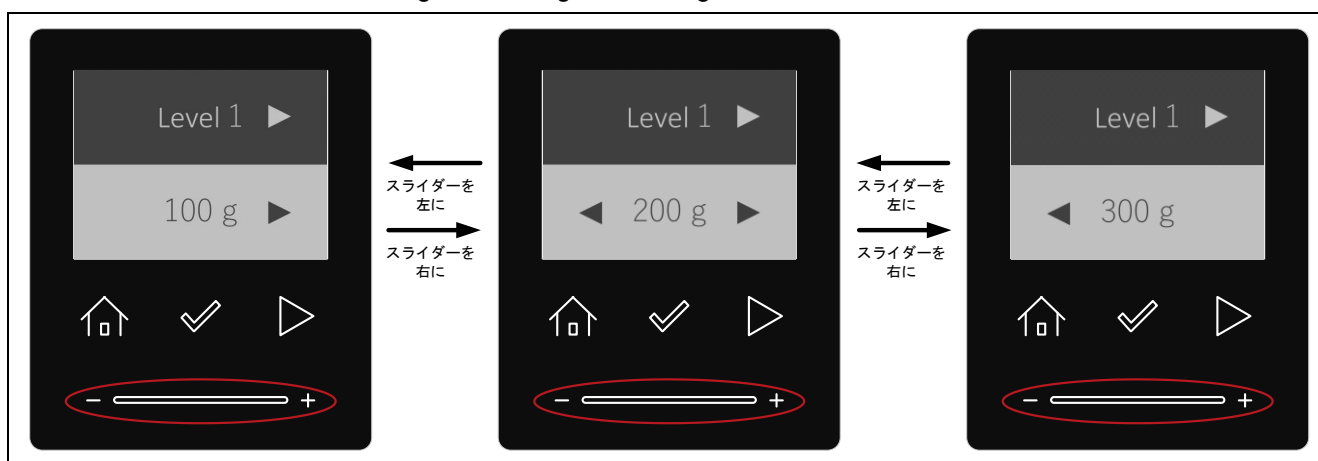 Level 1 ▶
100 g ▶
スライダーを
左に
スライダーを
右に
Level 1 ▶
◀ 200 g ▶
スライダーを
左に
スライダーを
右に
Level 1 ▶
◀ 300 g
− +
− +
− +